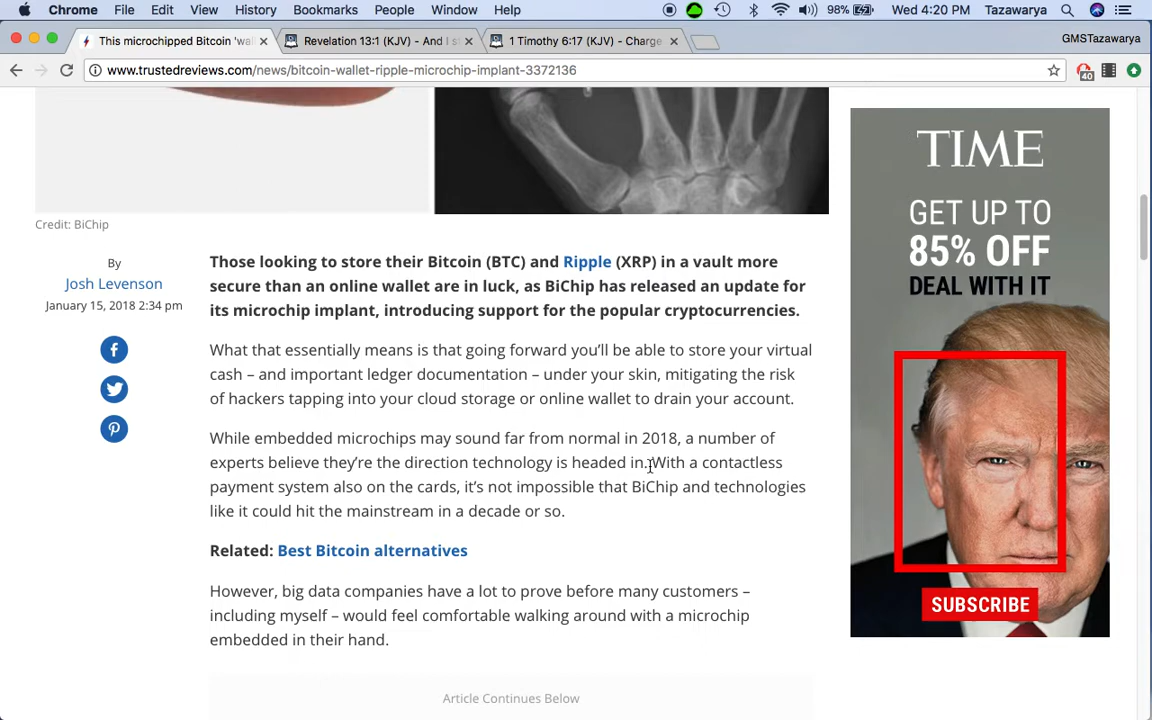 Chrome File Edit View History Bookmarks People Window Help 98% Wed 4:20 PM Tazawarya
This microchipped Bitcoin 'wal
Revelation 13:1 (KJV) - And I s
1 Timothy 6:17 (KJV) - Charge
GMSTazawarya
www.trustedreviews.com/news/bitcoin-wallet-ripple-microchip-implant-3372136
40
Credit: BiChip
By
Josh Levenson
January 15, 2018 2:34 pm
Those looking to store their Bitcoin (BTC) and Ripple (XRP) in a vault more
secure than an online wallet are in luck, as BiChip has released an update for
its microchip implant, introducing support for the popular cryptocurrencies.
What that essentially means is that going forward you'll be able to store your virtual
cash – and important ledger documentation – under your skin, mitigating the risk
of hackers tapping into your cloud storage or online wallet to drain your account.
While embedded microchips may sound far from normal in 2018, a number of
experts believe they're the direction technology is headed in. With a contactless
payment system also on the cards, it's not impossible that BiChip and technologies
like it could hit the mainstream in a decade or so.
Related: Best Bitcoin alternatives
However, big data companies have a lot to prove before many customers –
including myself – would feel comfortable walking around with a microchip
embedded in their hand.
Article Continues Below
TIME
GET UP TO
85% OFF
DEAL WITH IT
SUBSCRIBE